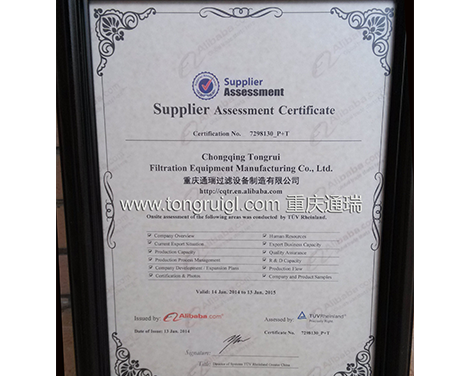 Supplier
Assessment
Supplier Assessment Certificate
Certification No. 7298130_P+T
Chongqing Tongrui
Filtration Equipment Manufacturing Co., Ltd.
重庆通瑞过滤设备制造有限公司
http://cqtr.en.alibaba.com
www.tongruigl.com 重庆通瑞
Onsite assessment of the following areas was conducted by TÜV Rheinland.
Company Overview
Human Resources
Current Export Situation
Export Business Capacity
Production Capacity
Quality Assurance
Production Process Management
R & D Capacity
Company Development / Expansion Plans
Production Flow
Certification & Photos
Company and Product Samples
Valid: 14 Jan. 2014 to 13 Jan. 2015
Issued by: Alibaba.com
Assessed by: TÜVRheinland
Date of Issue: 13 Jan. 2014
Certificate No. 7298130_P+T
Signature:
Title: